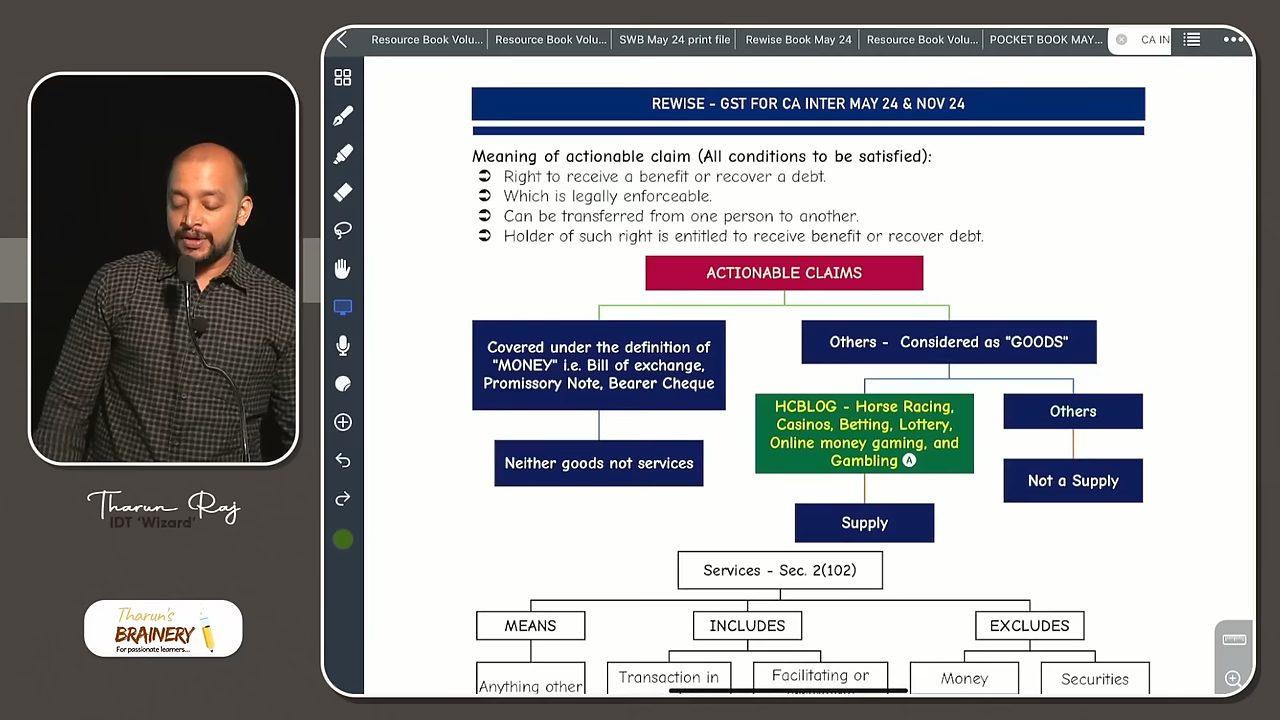 Resource Book Volu...
Resource Book Volu...
SWB May 24 print file
Rewise Book May 24
Resource Book Volu...
POCKET BOOK MAY...
CA IN
REWISE - GST FOR CA INTER MAY 24 & NOV 24
Meaning of actionable claim (All conditions to be satisfied):
Right to receive a benefit or recover a debt.
Which is legally enforceable.
Can be transferred from one person to another.
Holder of such right is entitled to receive benefit or recover debt.
ACTIONABLE CLAIMS
Covered under the definition of
"MONEY" i.e. Bill of exchange,
Promissory Note, Bearer Cheque
Others - Considered as "GOODS"
HCBLOG - Horse Racing,
Casinos, Betting, Lottery,
Online money gaming, and
Gambling A
Others
Neither goods not services
Not a Supply
Supply
Services - Sec. 2(102)
MEANS
INCLUDES
EXCLUDES
Anything other
Transaction in
Facilitating or
Money
Securities
Tharun Raj
IDT 'Wizard'
Tharun's
BRAINERY
For passionate learners...